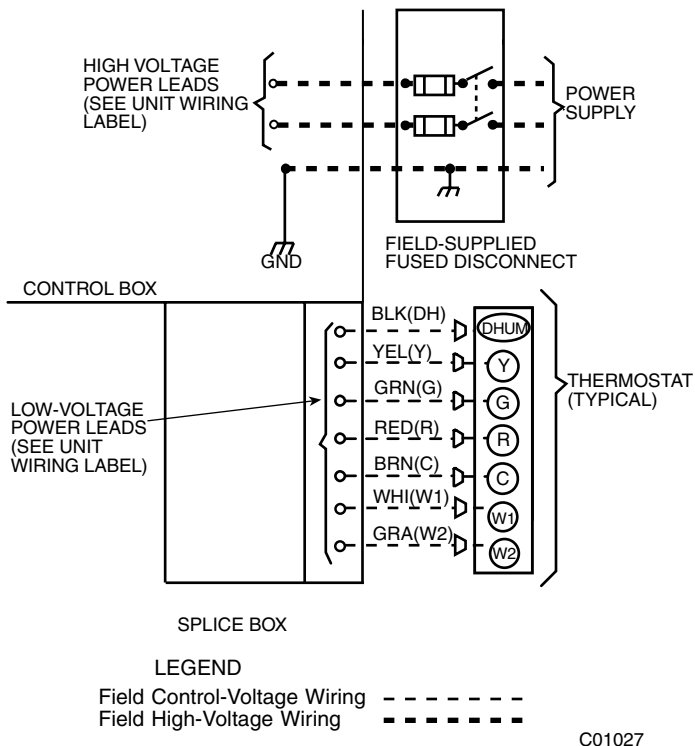 HIGH VOLTAGE
POWER LEADS
(SEE UNIT WIRING
LABEL)
POWER
SUPPLY
GND
FIELD-SUPPLIED
FUSED DISCONNECT
CONTROL BOX
LOW-VOLTAGE
POWER LEADS
(SEE UNIT
WIRING LABEL)
BLK(DH)
DHUM
YEL(Y)
Y
GRN(G)
G
RED(R)
R
BRN(C)
C
WHI(W1)
W1
GRA(W2)
W2
THERMOSTAT
(TYPICAL)
SPLICE BOX
LEGEND
Field Control-Voltage Wiring
Field High-Voltage Wiring
C01027